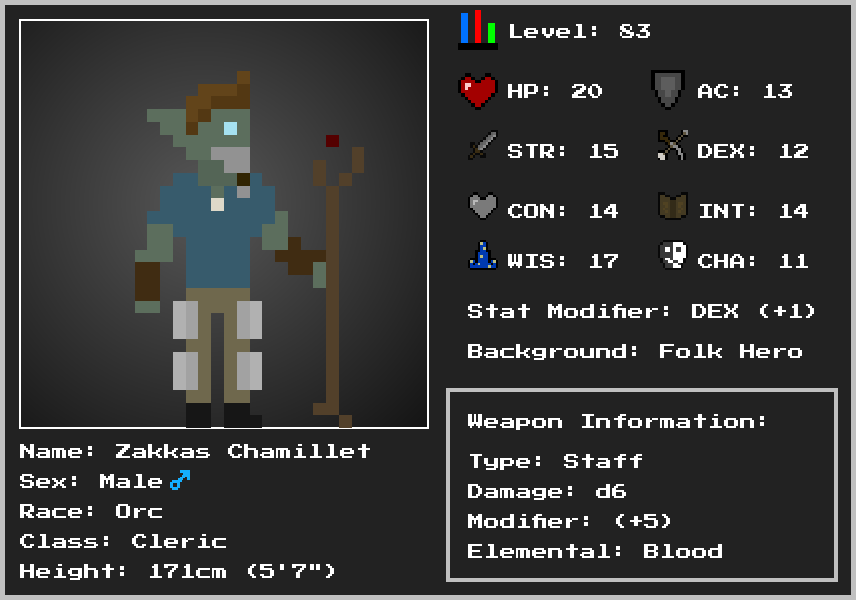 Level: 83
HP: 20 AC: 13
STR: 15 DEX: 12
CON: 14 INT: 14
WIS: 17 CHA: 11
Stat Modifier: DEX (+1)
Background: Folk Hero
Weapon Information:
Type: Staff
Damage: d6
Modifier: (+5)
Elemental: Blood
Name: Zakkas Chamillet
Sex: Male ♂
Race: Orc
Class: Cleric
Height: 171cm (5'7")